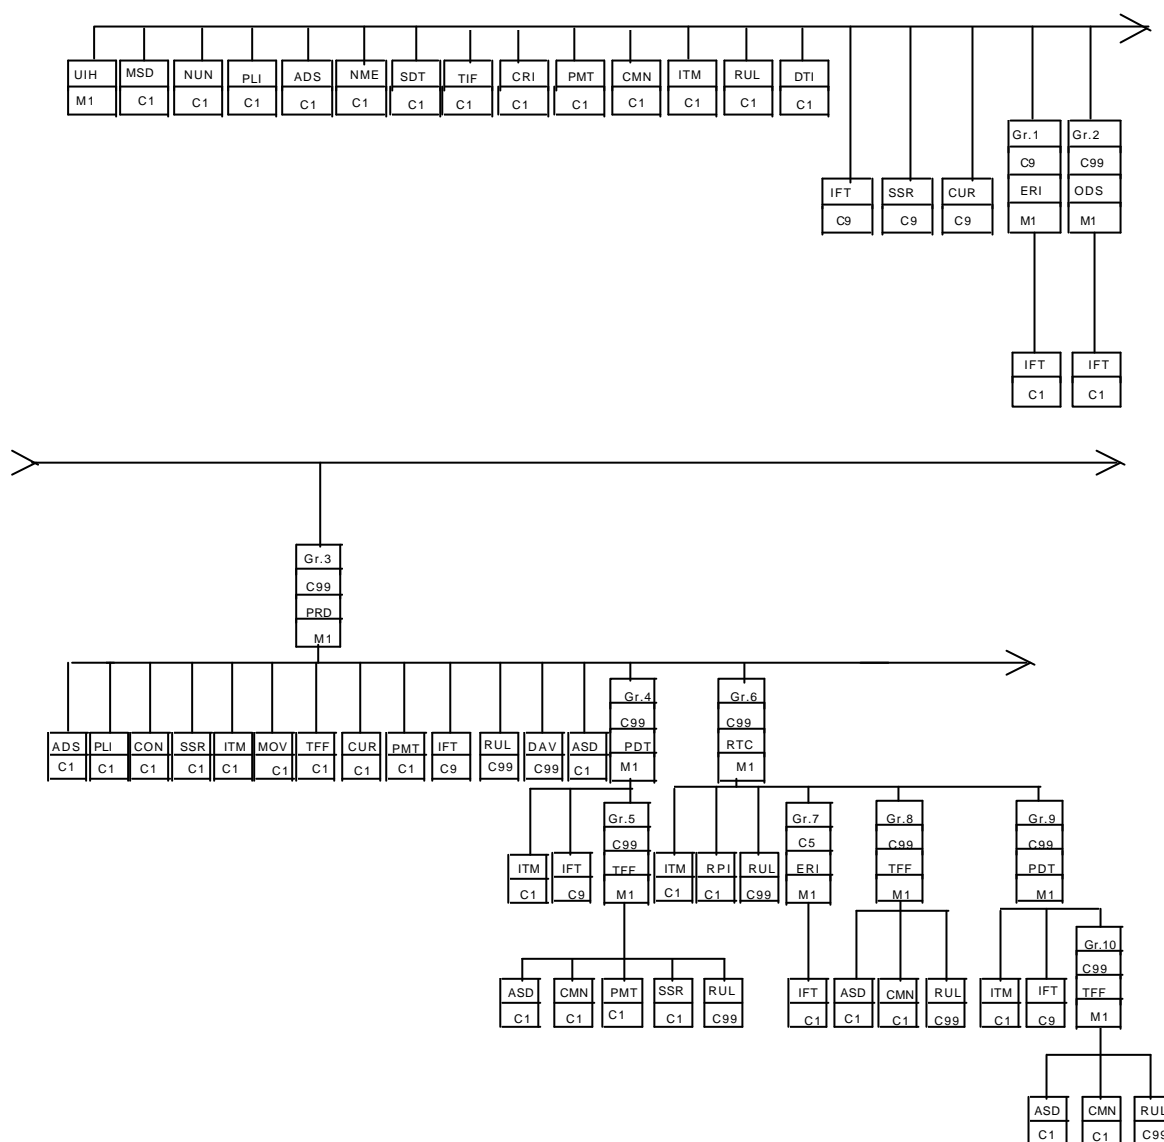 UIH MSD NUN PLI ADS NME SDT TIF CRI PMT CMN ITM RUL DTI
M1 C1 C1 C1 C1 C1 C1 C1 C1 C1 C1 C1 C1 C1
Gr.1 Gr.2
C9 C99
IFT SSR CUR ERI ODS
C9 C9 C9 M1 M1
IFT IFT
C1 C1
Gr.3
C99
PRD
M1
Gr.4 Gr.6
C99 C99
ADS PLI CON SSR ITM MOV TFF CUR PMT IFT RUL DAV ASD PDT RTC
C1 C1 C1 C1 C1 C1 C1 C1 C1 C9 C99 C99 C1 M1 M1
Gr.5 Gr.7 Gr.8 Gr.9
C99 C5 C99 C99
ITM IFT TFF ITM RPI RUL ERI TFF PDT
C1 C9 M1 C1 C1 C99 M1 M1 M1
Gr.10
C99
ASD CMN PMT SSR RUL IFT ASD CMN RUL ITM IFT TFF
C1 C1 C1 C1 C99 C1 C1 C1 C99 C1 C9 M1
ASD CMN RUL
C1 C1 C99